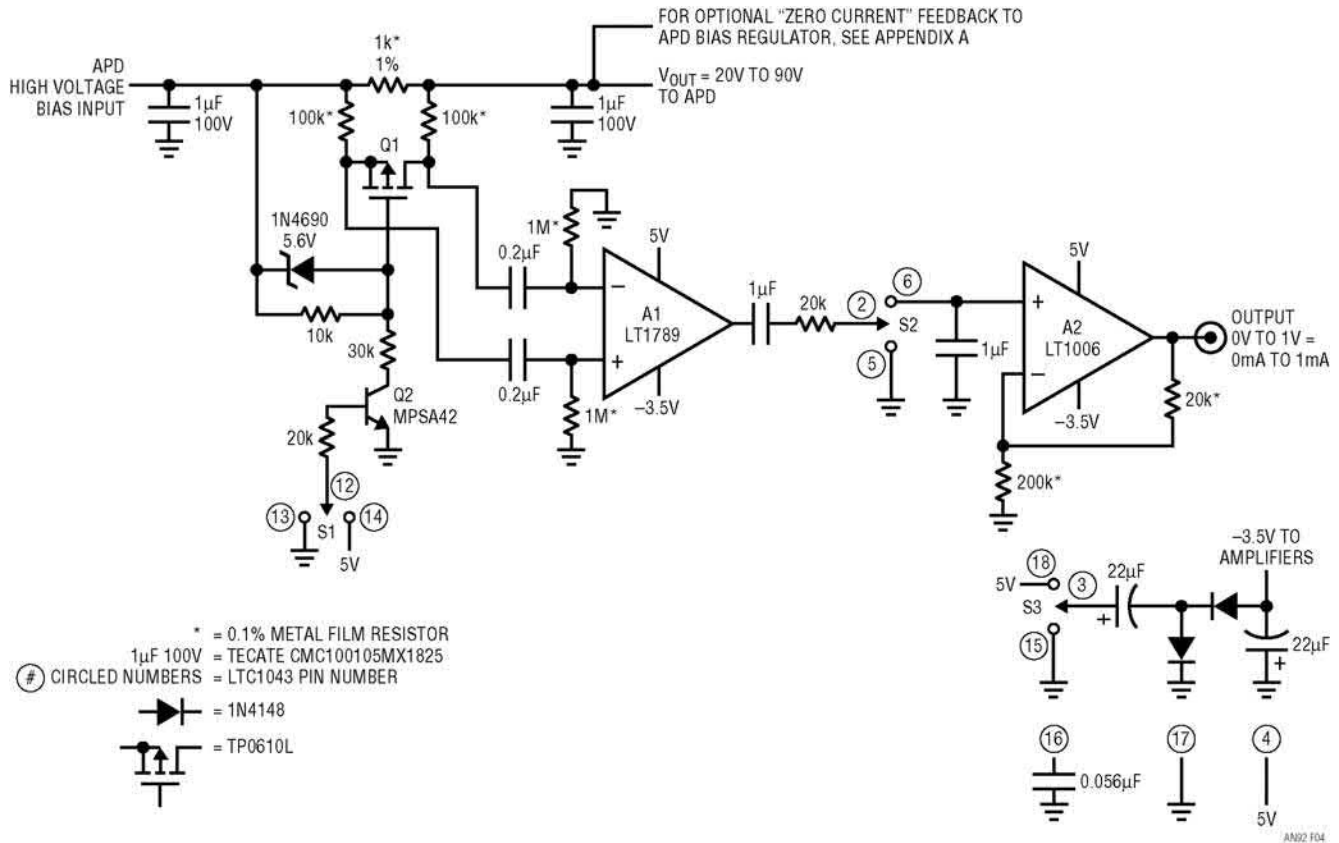 FOR OPTIONAL “ZERO CURRENT” FEEDBACK TO
APD BIAS REGULATOR, SEE APPENDIX A
APD
HIGH VOLTAGE
BIAS INPUT
1k*
1%
VOUT = 20V TO 90V
TO APD
1µF
100V
100k*
100k*
1µF
100V
Q1
1N4690
5.6V
10k
30k
Q2
MPSA42
20k
12
13
S1
14
5V
0.2µF
0.2µF
1M*
1M*
5V
−
A1
LT1789
+
–3.5V
1µF
20k
2
6
S2
5
1µF
5V
+
A2
LT1006
−
–3.5V
OUTPUT
0V TO 1V =
0mA TO 1mA
20k*
200k*
–3.5V TO
AMPLIFIERS
18
5V
S3
3
22µF
+
15
22µF
+
16
17
4
0.056µF
5V
* = 0.1% METAL FILM RESISTOR
1µF 100V = TECATE CMC100105MX1825
# CIRCLED NUMBERS = LTC1043 PIN NUMBER
= 1N4148
= TP0610L
AN92 F04